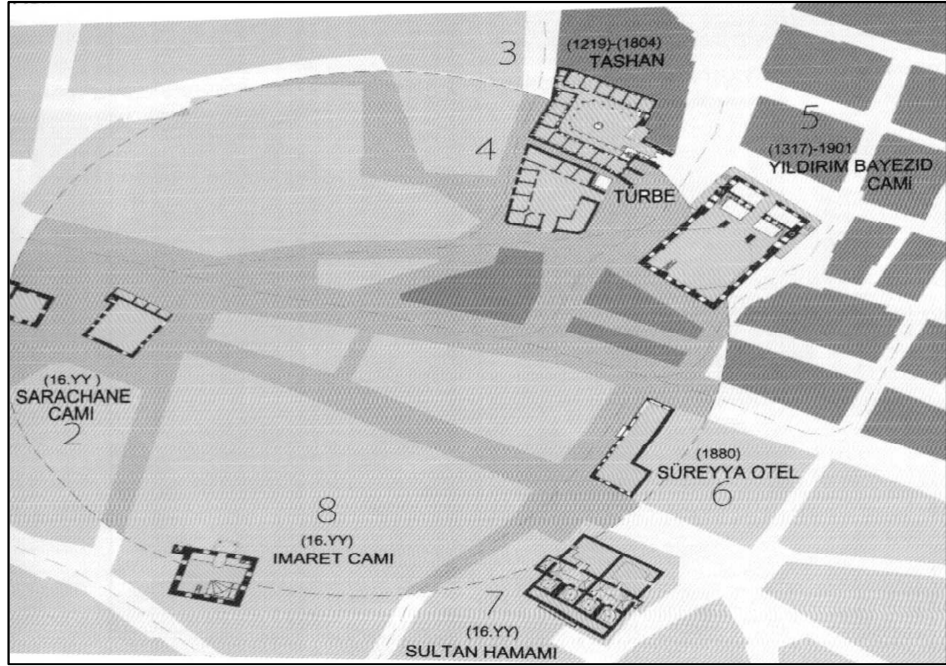 3
(1219)-(1804)
TASHAN
4
TÜRBE
5
(1317)-1901
YILDIRIM BAYEZID
CAMİ
(16.YY )
SARACHANE
CAMI
2
(1880)
SÜREYYA OTEL
6
8
(16.YY)
IMARET CAMI
7
(16.YY)
SULTAN HAMAMI